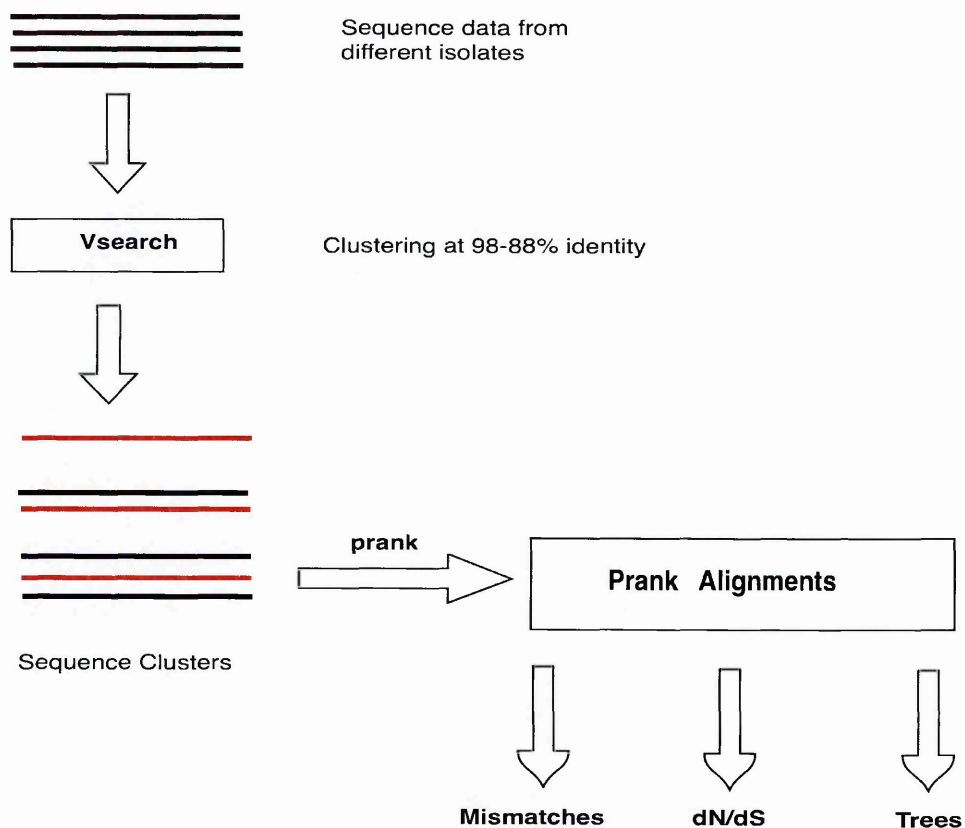 Sequence data from
different isolates
Vsearch
Clustering at 98-88% identity
prank
Prank Alignments
Sequence Clusters
Mismatches
dN/dS
Trees